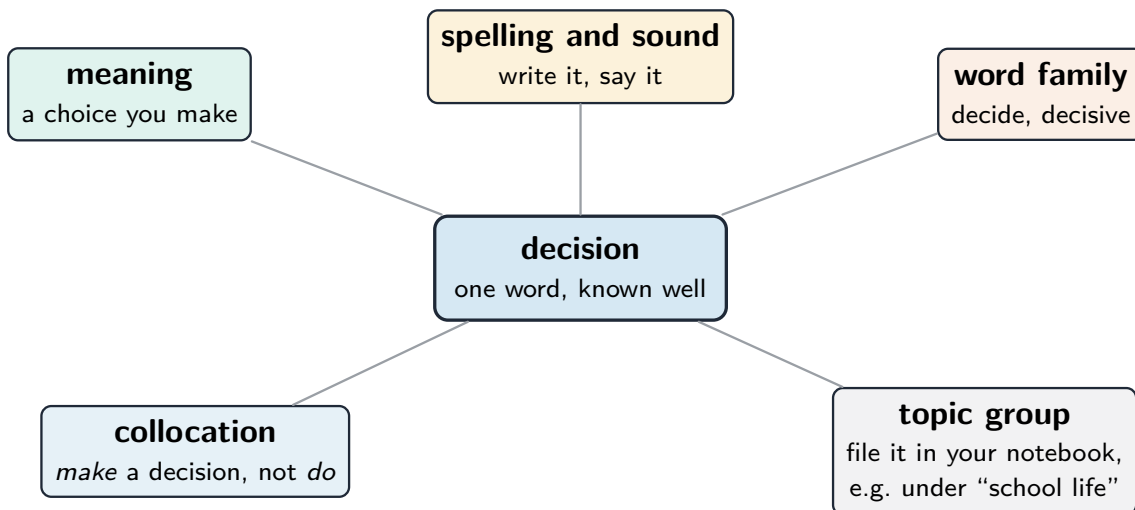 spelling and sound
write it, say it
meaning
a choice you make
word family
decide, decisive
decision
one word, known well
collocation
make a decision, not do
topic group
file it in your notebook,
e.g. under “school life”